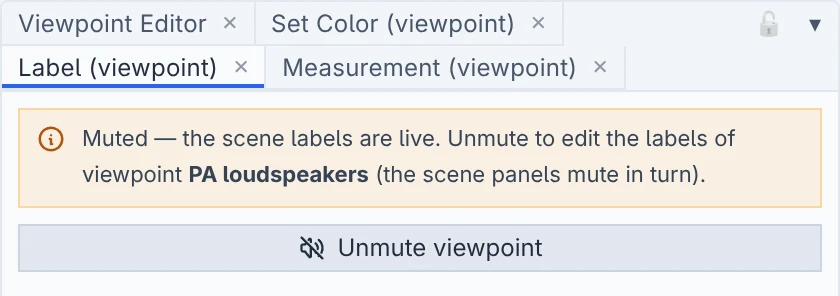 Viewpoint Editor × Set Color (viewpoint) ×
Label (viewpoint) × Measurement (viewpoint) ×
Muted — the scene labels are live. Unmute to edit the labels of
viewpoint PA loudspeakers (the scene panels mute in turn).
Unmute viewpoint